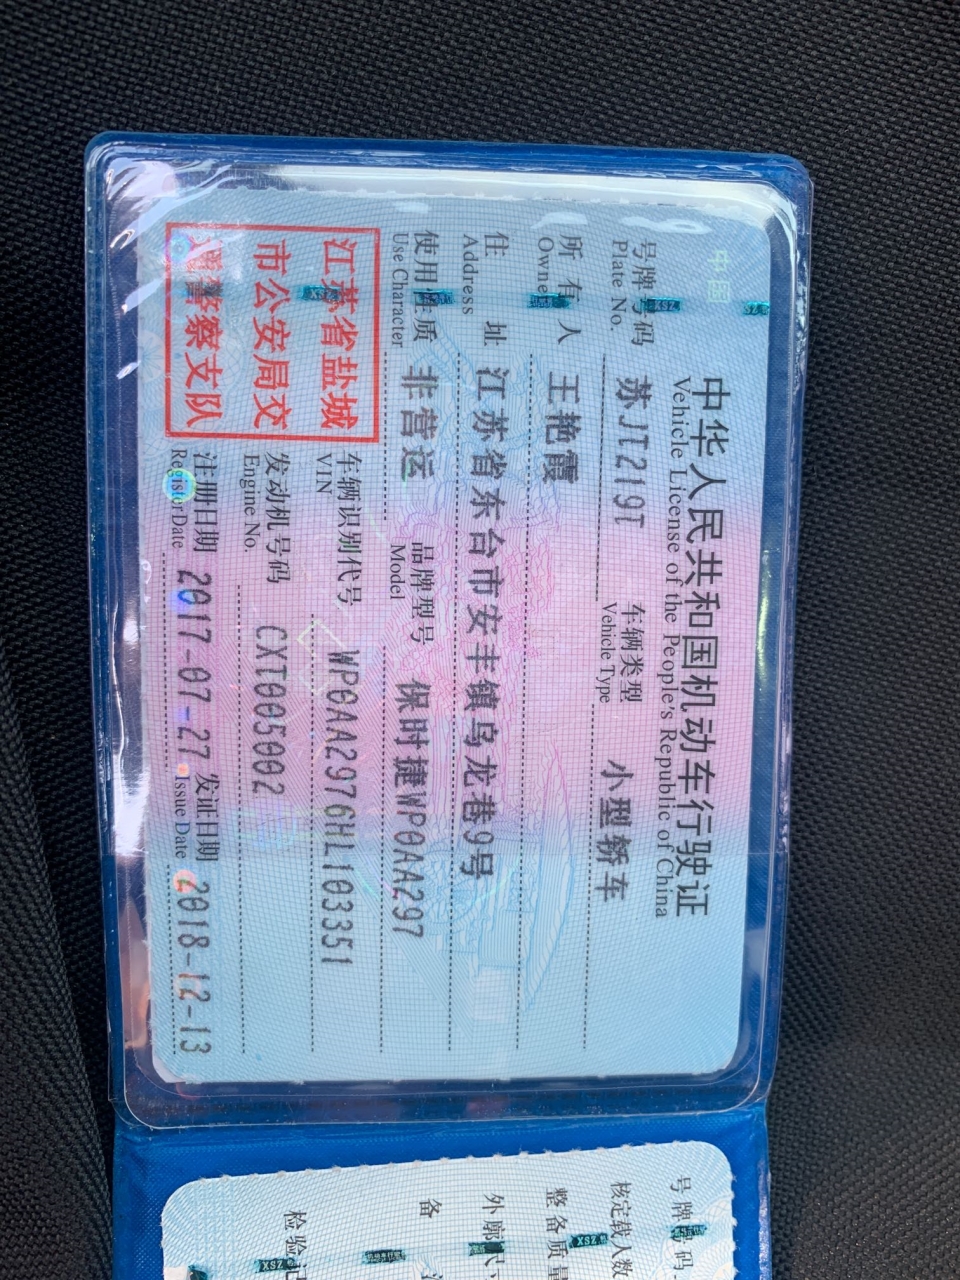 中国
中华人民共和国机动车行驶证
Vehicle License of the People's Republic of China
号牌号码 苏JT219T 车辆类型 小型轿车
Plate No. Vehicle Type
所有人 王艳霞
Owner
住址 江苏省东台市安丰镇乌龙巷9号
Address
使用性质 非营运 品牌型号 保时捷WP0AA297
Use Character Model
江苏省盐城
市公安局交
通警察支队
车辆识别代号 WP0AA2976HL103351
VIN
发动机号码 CXT005002
Engine No.
注册日期 2017-07-27 发证日期 2018-12-13
Register Date Issue Date
号牌号码
核定载人数
整备质量
外廓尺
备
检验记